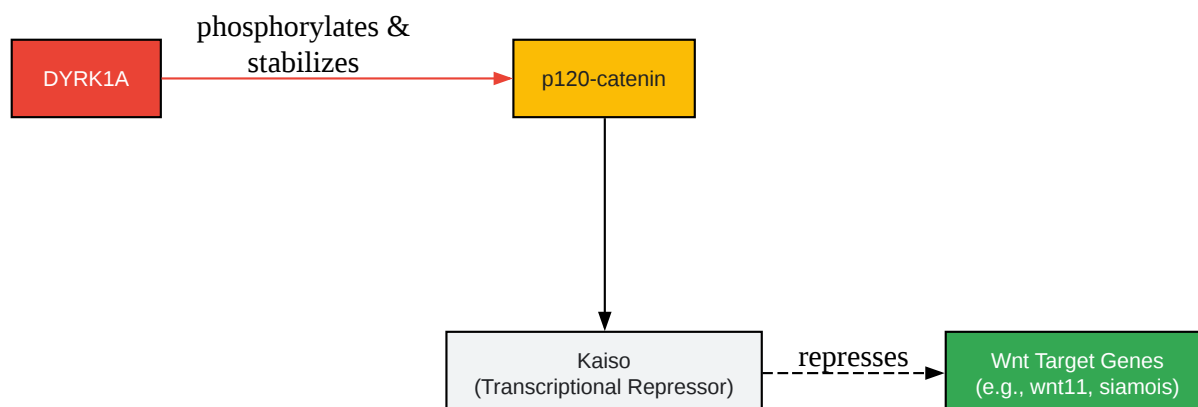 phosphorylates &
stabilizes
DYRK1A
p120-catenin
Kaiso
(Transcriptional Repressor)
represses
Wnt Target Genes
(e.g., wnt11, siamois)